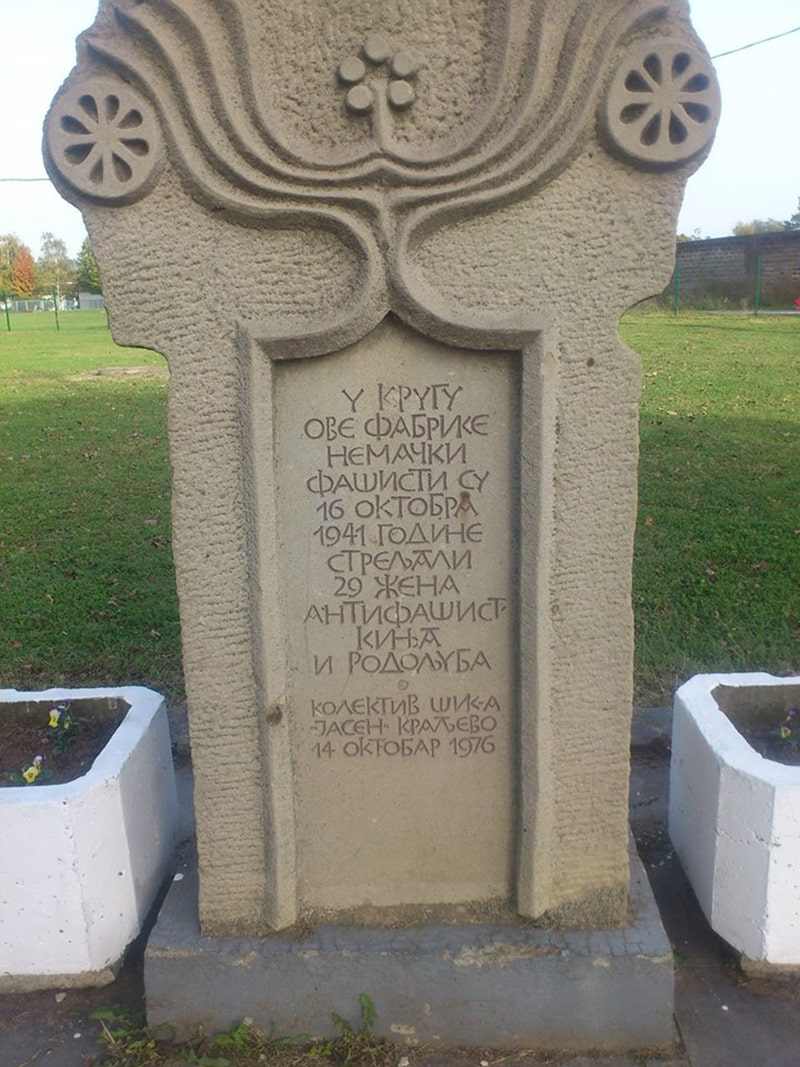 У КРУГУ
ОВЕ ФАБРИКЕ
НЕМАЧКИ
ФАШИСТИ СУ
16 ОКТОБРА
1941 ГОДИНЕ
СТРЕЉАЛИ
29 ЖЕНА
АНТИФАШИСТ-
КИЊА
И РОДОЉУБА
КОЛЕКТИВ ШИК-А
-ЈАСЕН- КРАЉЕВО
14 ОКТОБАР 1976